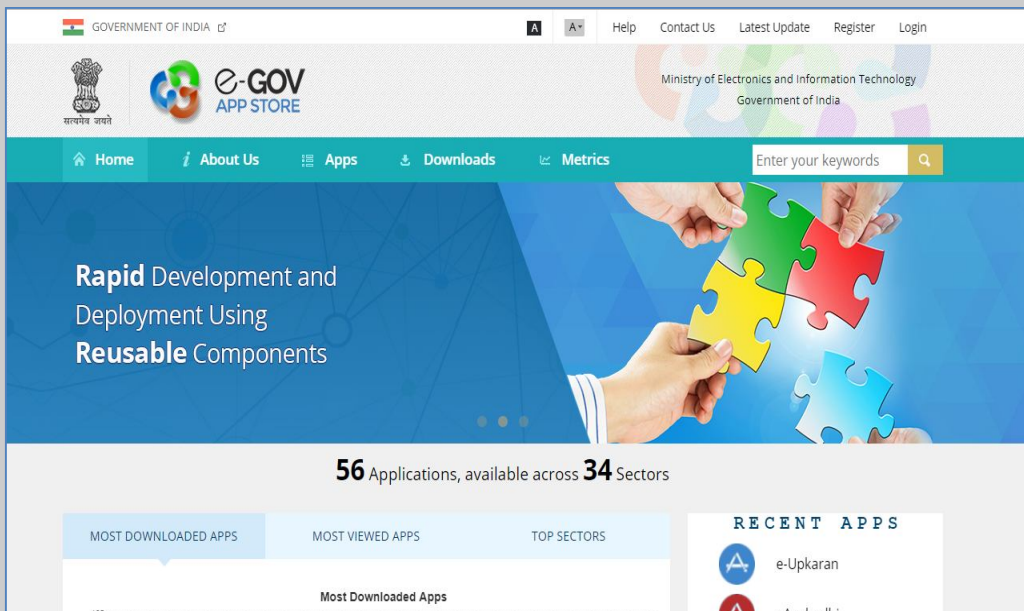 GOVERNMENT OF INDIA
A
A
Help
Contact Us
Latest Update
Register
Login
सत्यमेव जयते
e-GOV
APP STORE
Ministry of Electronics and Information Technology
Government of India
Home
About Us
Apps
Downloads
Metrics
Enter your keywords
Rapid Development and
Deployment Using
Reusable Components
56 Applications, available across 34 Sectors
MOST DOWNLOADED APPS
MOST VIEWED APPS
TOP SECTORS
RECENT APPS
e-Upkaran
Most Downloaded Apps